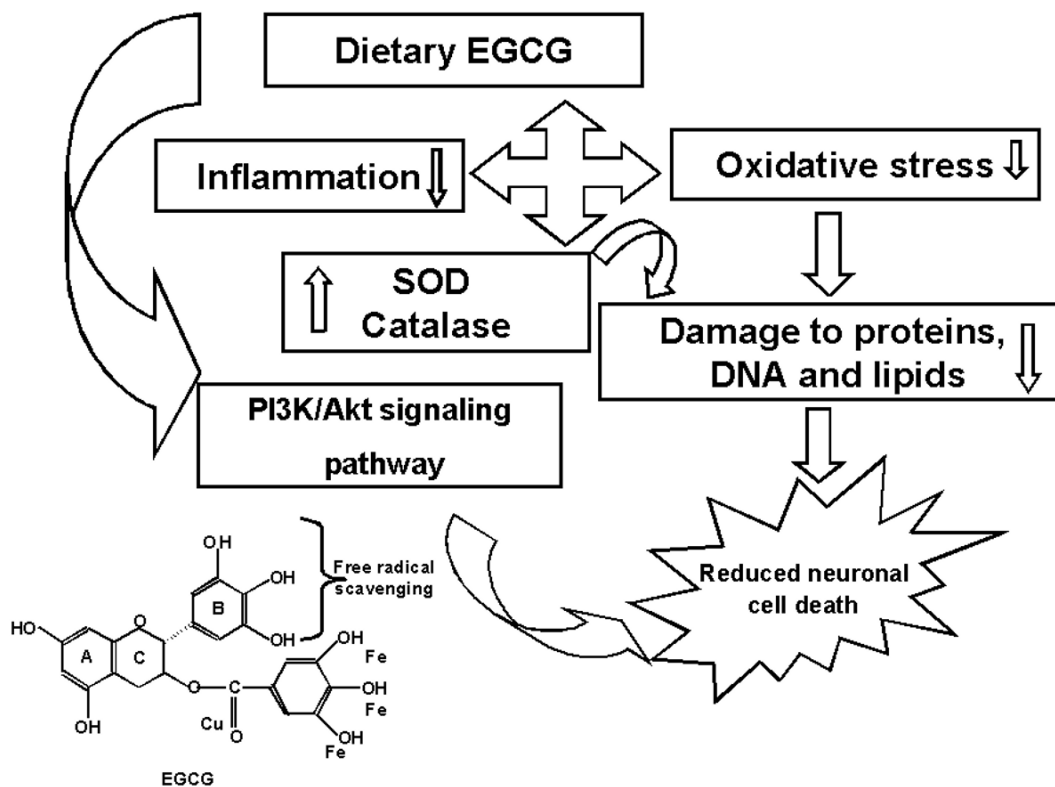 Dietary EGCG
Inflammation
Oxidative stress
SOD
Catalase
Damage to proteins,
DNA and lipids
PI3K/Akt signaling
pathway
Reduced neuronal
cell death
Free radical
scavenging
OH
OH
OH
B
HO
O
A
C
OH
O
C
O
Cu
OH
Fe
OH
Fe
OH
Fe
EGCG